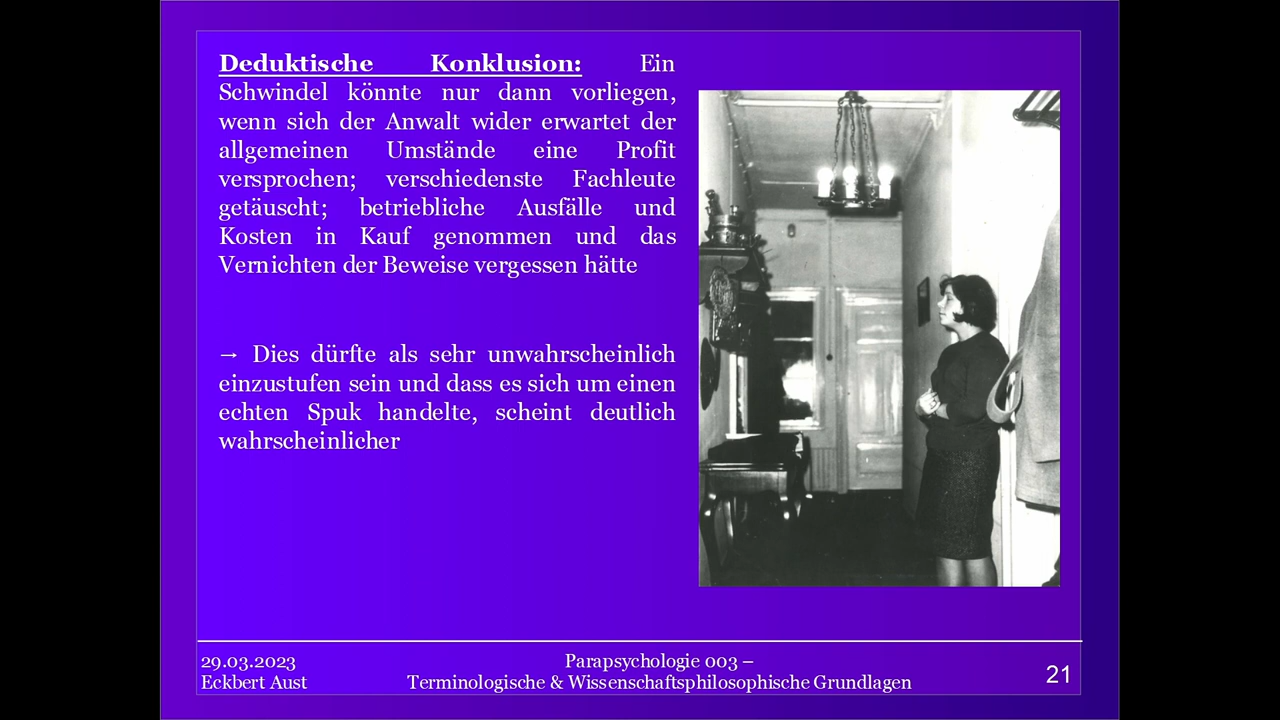 Deduktische Konklusion: Ein
Schwindel könnte nur dann vorliegen,
wenn sich der Anwalt wider erwartet der
allgemeinen Umstände eine Profit
versprochen; verschiedenste Fachleute
getäuscht; betriebliche Ausfälle und
Kosten in Kauf genommen und das
Vernichten der Beweise vergessen hätte
→ Dies dürfte als sehr unwahrscheinlich
einzustufen sein und dass es sich um einen
echten Spuk handelte, scheint deutlich
wahrscheinlicher
29.03.2023
Eckbert Aust
Parapsychologie 003 –
Terminologische & Wissenschaftsphilosophische Grundlagen
21